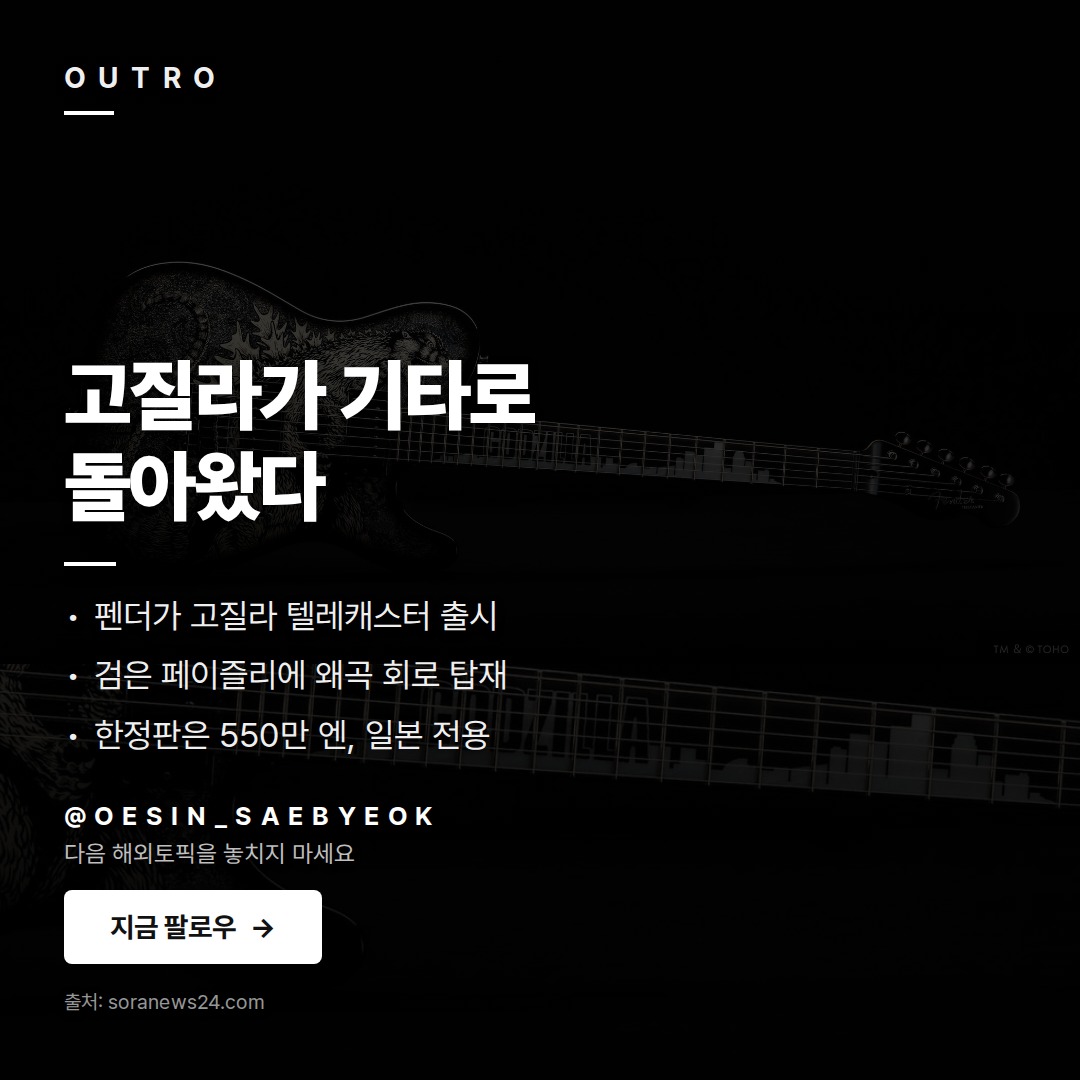 OUTRO
고질라가 기타로
돌아왔다
• 펜더가 고질라 텔레캐스터 출시
• 검은 페이즐리에 왜곡 회로 탑재
• 한정판은 550만 엔, 일본 전용
TM & © TOHO
GODZILLA
@OESIN_SAEBYEOK
다음 해외토픽을 놓치지 마세요
지금 팔로우 →
출처: soranews24.com